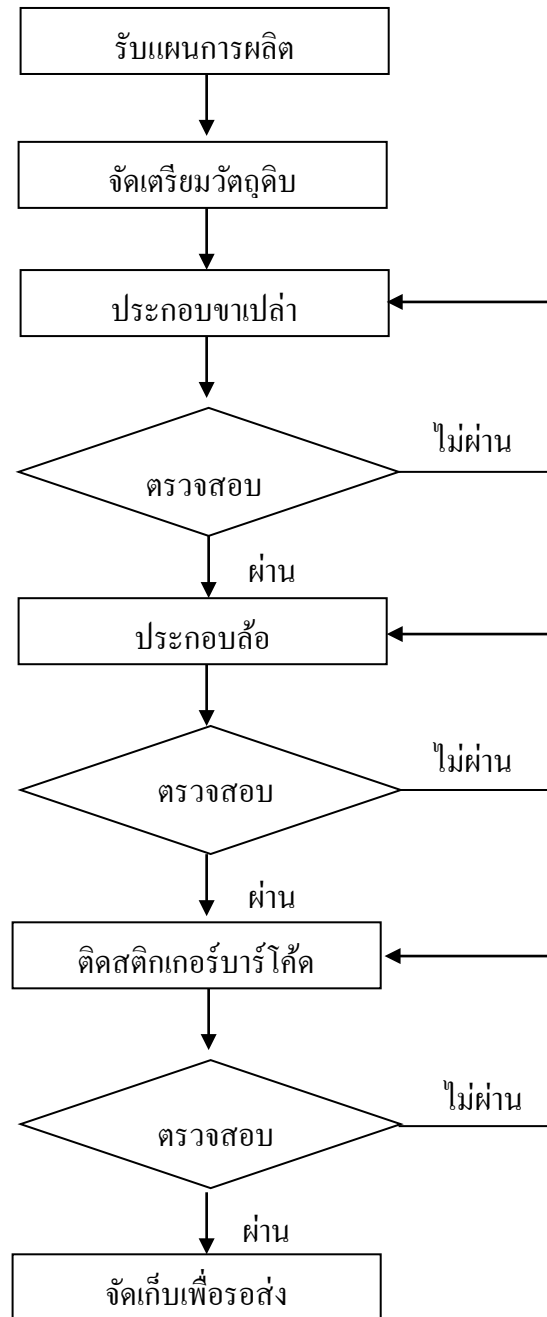 รับแผนการผลิต
จัดเตรียมวัตถุดิบ
ประกอบขาเปล่า
ตรวจสอบ
ไม่ผ่าน
ผ่าน
ประกอบล้อ
ตรวจสอบ
ไม่ผ่าน
ผ่าน
ติดสติกเกอร์บาร์โค้ด
ตรวจสอบ
ไม่ผ่าน
ผ่าน
จัดเก็บเพื่อรอส่ง